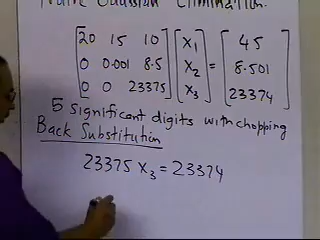 Naive Gaussian Elimination.
[20 15 10] [x₁] = [45]
[0 0.001 8.5] [x₂] [8.501]
[0 0 23375] [x₃] [23374]
5 significant digits with chopping
Back Substitution
23375 x₃ = 23374